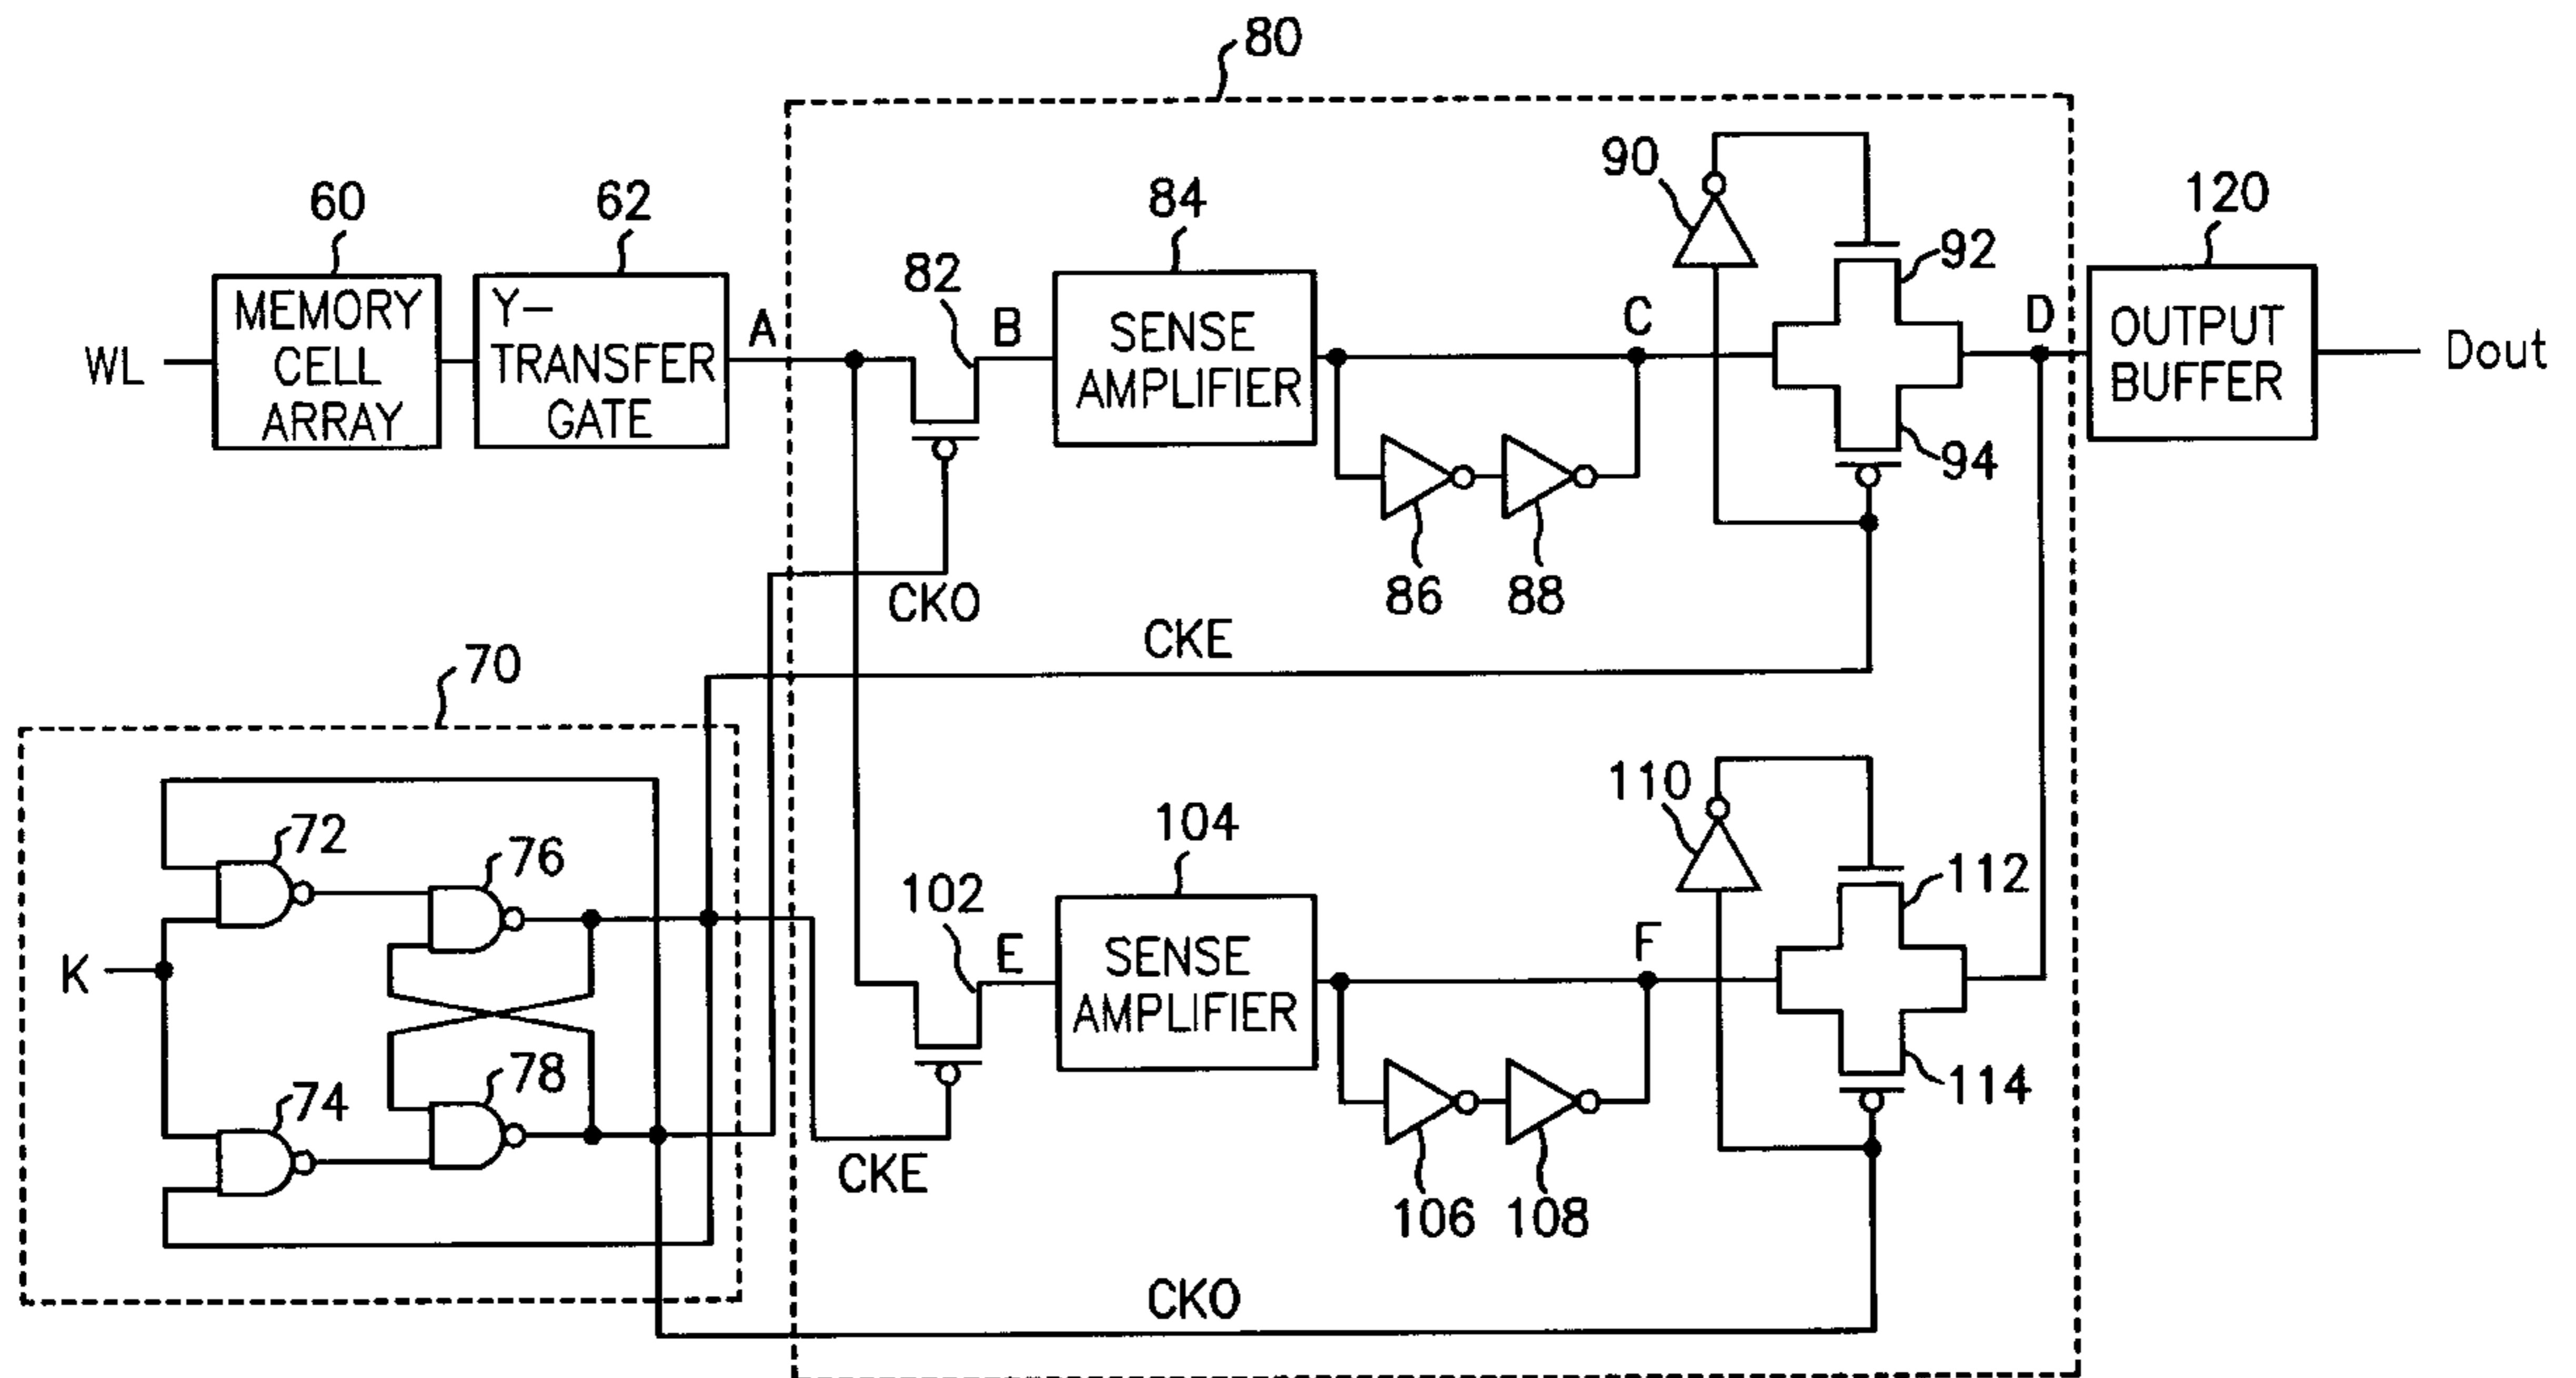 80
60
62
84
90
120
92
82
WL
MEMORY
CELL
ARRAY
Y-
TRANSFER
GATE
A
B
SENSE
AMPLIFIER
C
D
OUTPUT
BUFFER
Dout
94
86
88
CKO
CKE
70
72
76
K
74
78
110
104
102
112
E
SENSE
AMPLIFIER
F
114
106
108
CKE
CKO